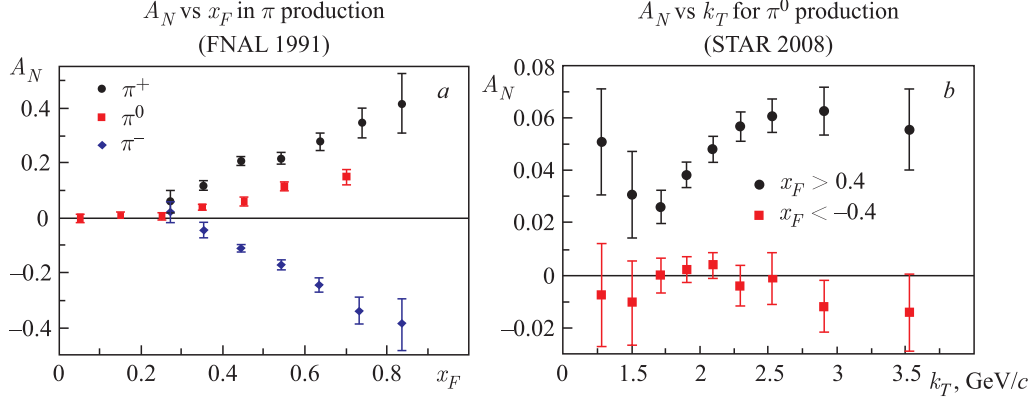 A_N vs x_F in π production
(FNAL 1991)
A_N
a
π⁺
π⁰
π⁻
0.4
0.2
0
−0.2
−0.4
0 0.2 0.4 0.6 0.8 x_F
A_N vs k_T for π⁰ production
(STAR 2008)
A_N
b
0.08
0.06
0.04
0.02
0
−0.02
x_F > 0.4
x_F < −0.4
0 1.5 2.0 2.5 3.0 3.5 k_T, GeV/c